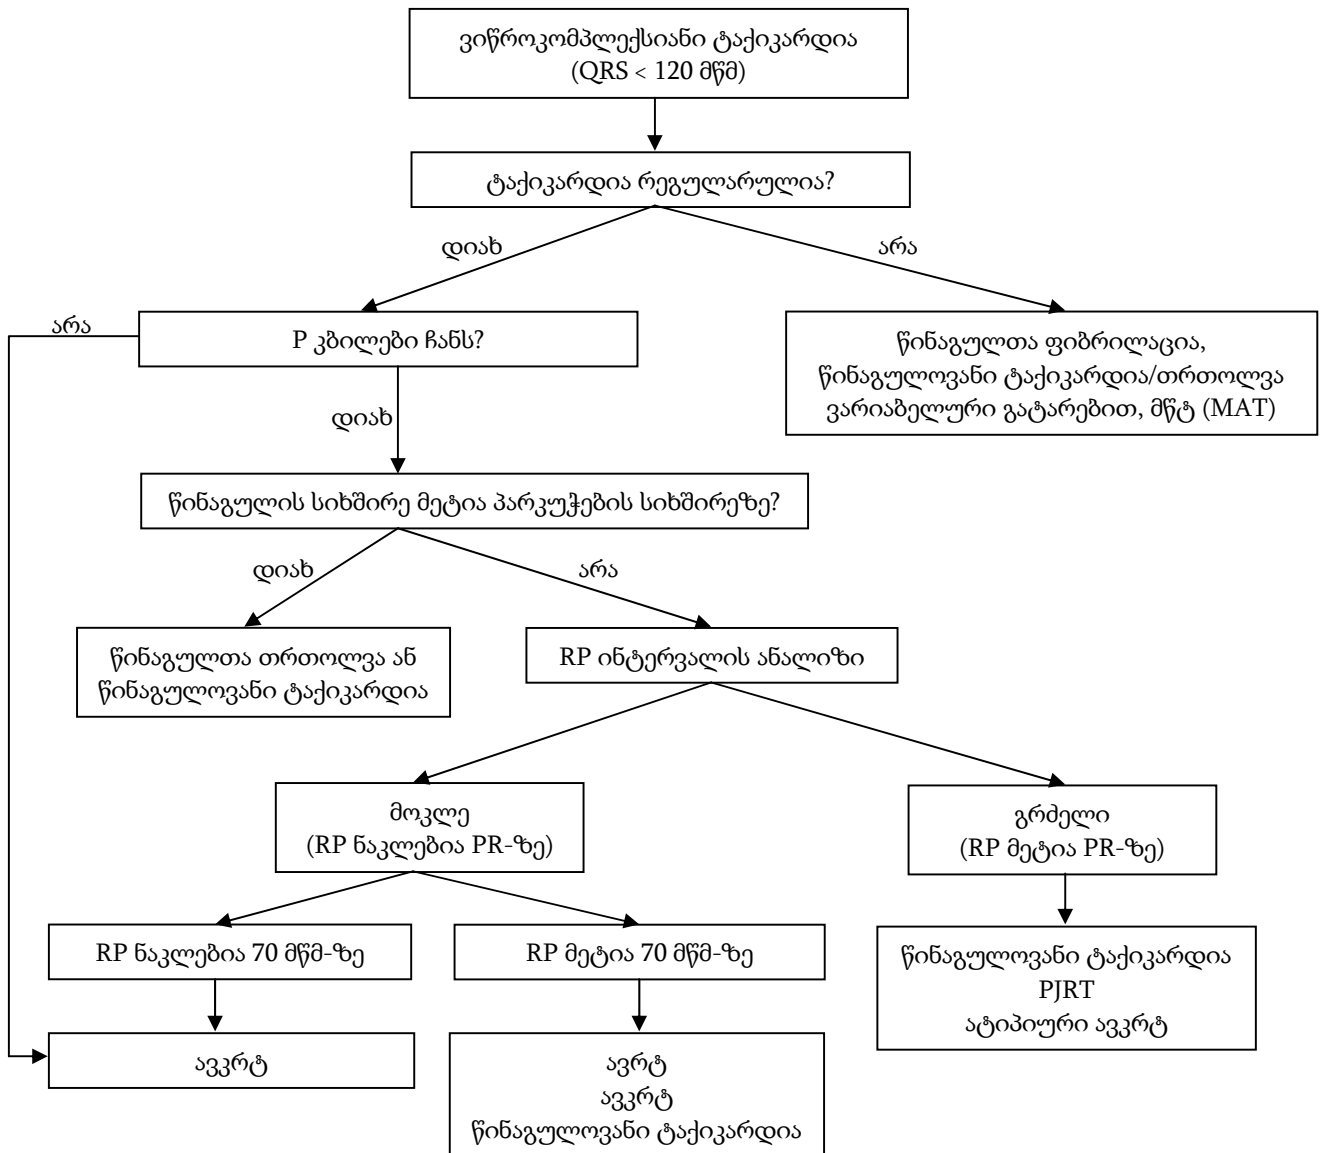 ვიწროკომპლექსიანი ტაქიკარდია
(QRS < 120 მწმ)
ტაქიკარდია რეგულარულია?
დიახ
არა
არა
P კბილები ჩანს?
წინაგულთა ფიბრილაცია,
წინაგულოვანი ტაქიკარდია/თრთოლვა
ვარიაბელური გატარებით, მწტ (MAT)
დიახ
წინაგულის სიხშირე მეტია პარკუჭების სიხშირეზე?
დიახ
არა
წინაგულთა თრთოლვა ან
წინაგულოვანი ტაქიკარდია
RP ინტერვალის ანალიზი
მოკლე
(RP ნაკლებია PR-ზე)
გრძელი
(RP მეტია PR-ზე)
RP ნაკლებია 70 მწმ-ზე
RP მეტია 70 მწმ-ზე
წინაგულოვანი ტაქიკარდია
PJRT
ატიპიური ავკრტ
ავკრტ
ავრტ
ავკრტ
წინაგულოვანი ტაქიკარდია